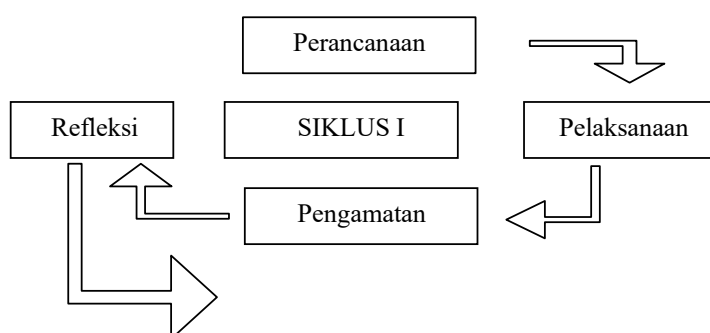 Perancanaan
Refleksi
SIKLUS I
Pelaksanaan
Pengamatan